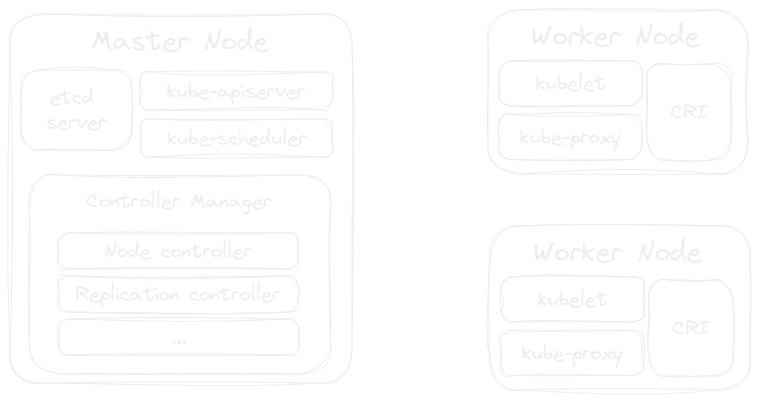 Master Node
etcd
server
kube-apiserver
kube-scheduler
Controller Manager
Node controller
Replication controller
...
Worker Node
kubelet
kube-proxy
CRI
Worker Node
kubelet
kube-proxy
CRI